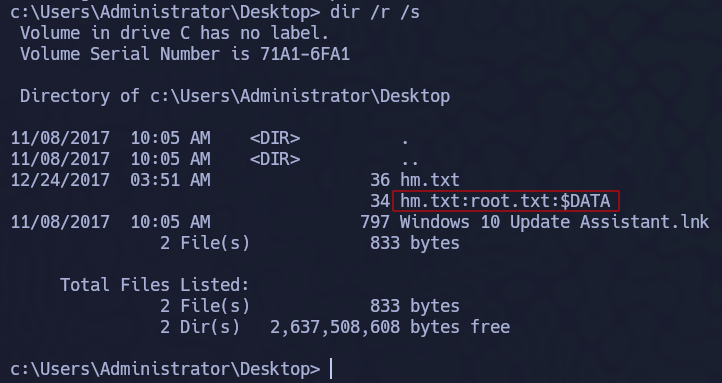 c:\Users\Administrator\Desktop> dir /r /s
Volume in drive C has no label.
Volume Serial Number is 71A1-6FA1
Directory of c:\Users\Administrator\Desktop
11/08/2017 10:05 AM <DIR> .
11/08/2017 10:05 AM <DIR> ..
12/24/2017 03:51 AM 36 hm.txt
34 hm.txt:root.txt:$DATA
11/08/2017 10:05 AM 797 Windows 10 Update Assistant.lnk
2 File(s) 833 bytes
Total Files Listed:
2 File(s) 833 bytes
2 Dir(s) 2,637,508,608 bytes free
c:\Users\Administrator\Desktop>